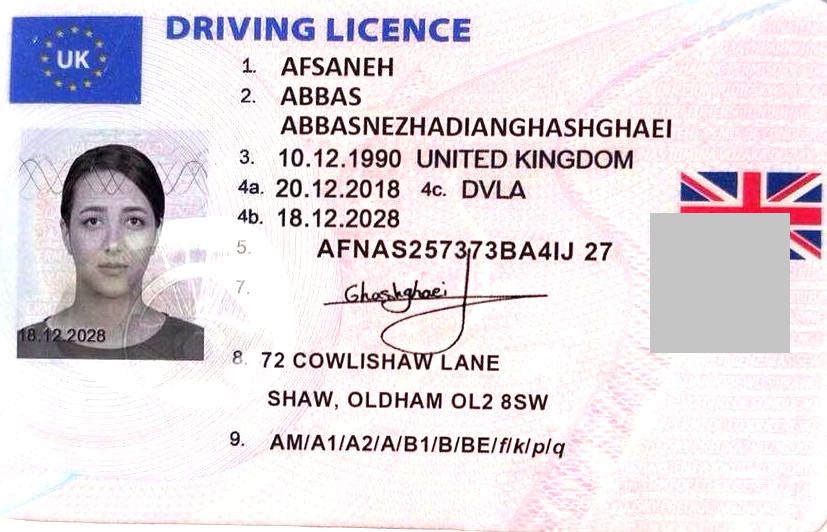 UK
DRIVING LICENCE
1. AFSANEH
2. ABBAS
ABBASNEZHADIANGHASHGHAEI
3. 10.12.1990 UNITED KINGDOM
4a. 20.12.2018 4c. DVLA
4b. 18.12.2028
5. AFNAS257373BA4IJ 27
7. Ghashghaei
18.12.2028
8. 72 COWLISHAW LANE
SHAW, OLDHAM OL2 8SW
9. AM/A1/A2/A/B1/B/BE/f/k/p/q